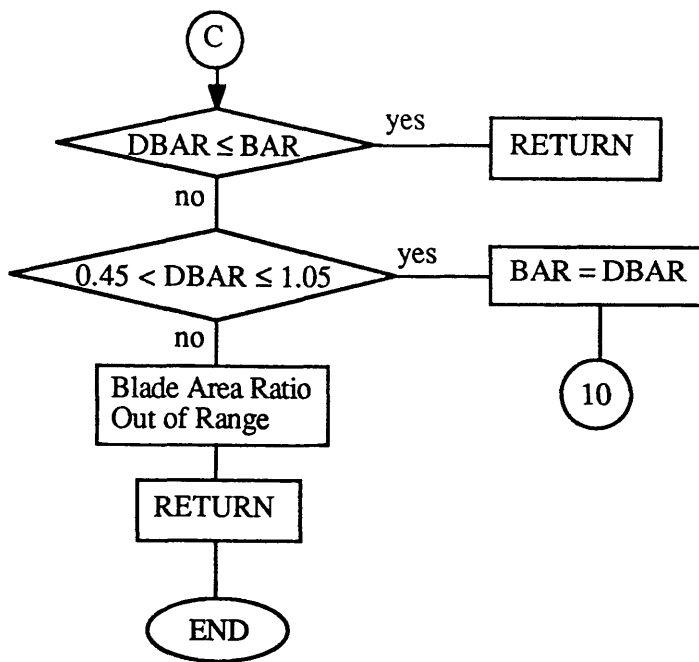 C
DBAR ≤ BAR
yes
RETURN
no
0.45 < DBAR ≤ 1.05
yes
BAR = DBAR
no
10
Blade Area Ratio
Out of Range
RETURN
END